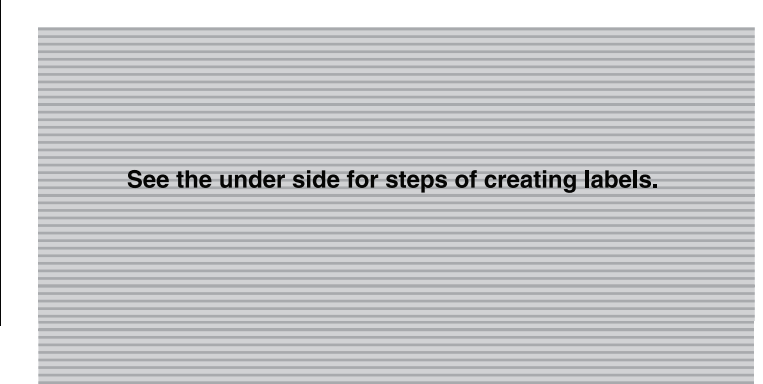 See the under side for steps of creating labels.